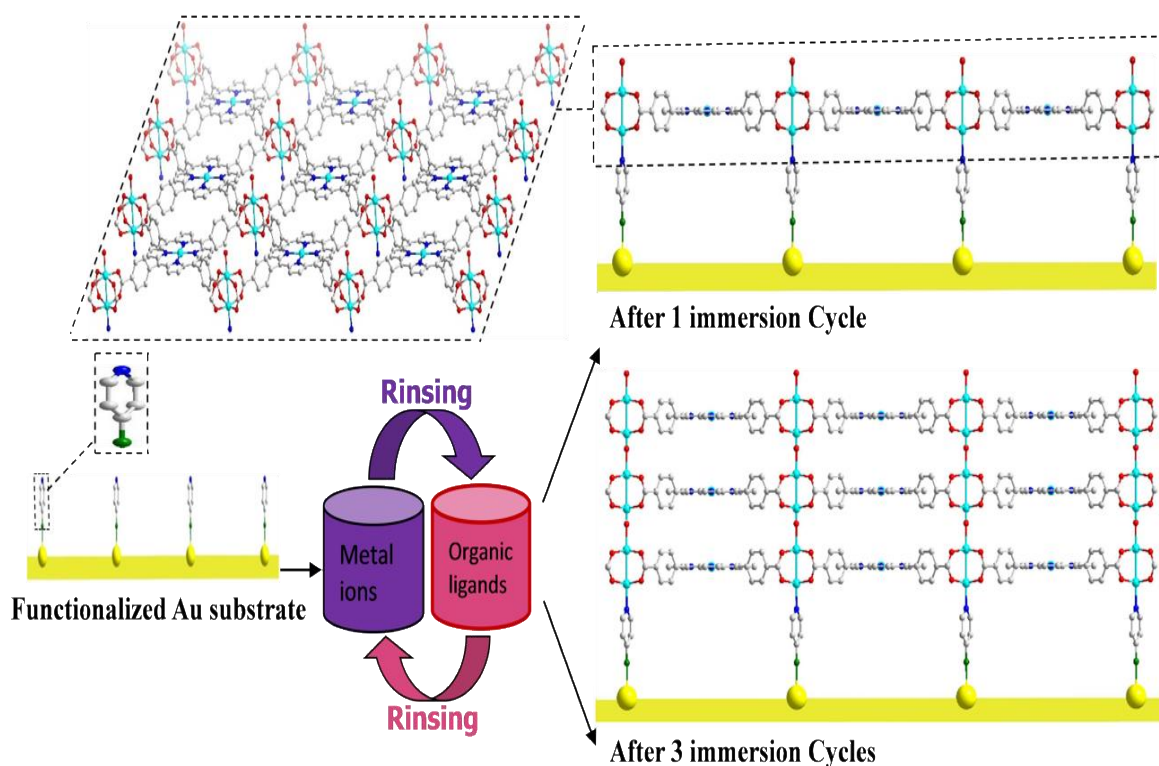 After 1 immersion Cycle
Rinsing
Metal
ions
Organic
ligands
Functionalized Au substrate
Rinsing
After 3 immersion Cycles